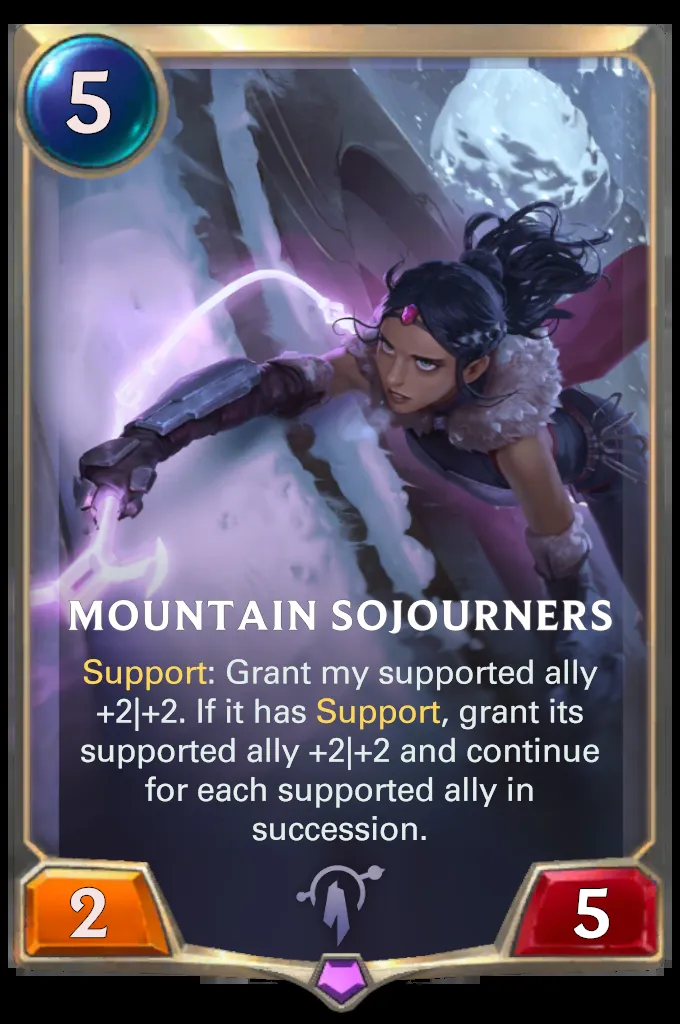 5
MOUNTAIN SOJOURNERS
Support: Grant my supported ally
+2|+2. If it has Support, grant its
supported ally +2|+2 and continue
for each supported ally in
succession.
2
5